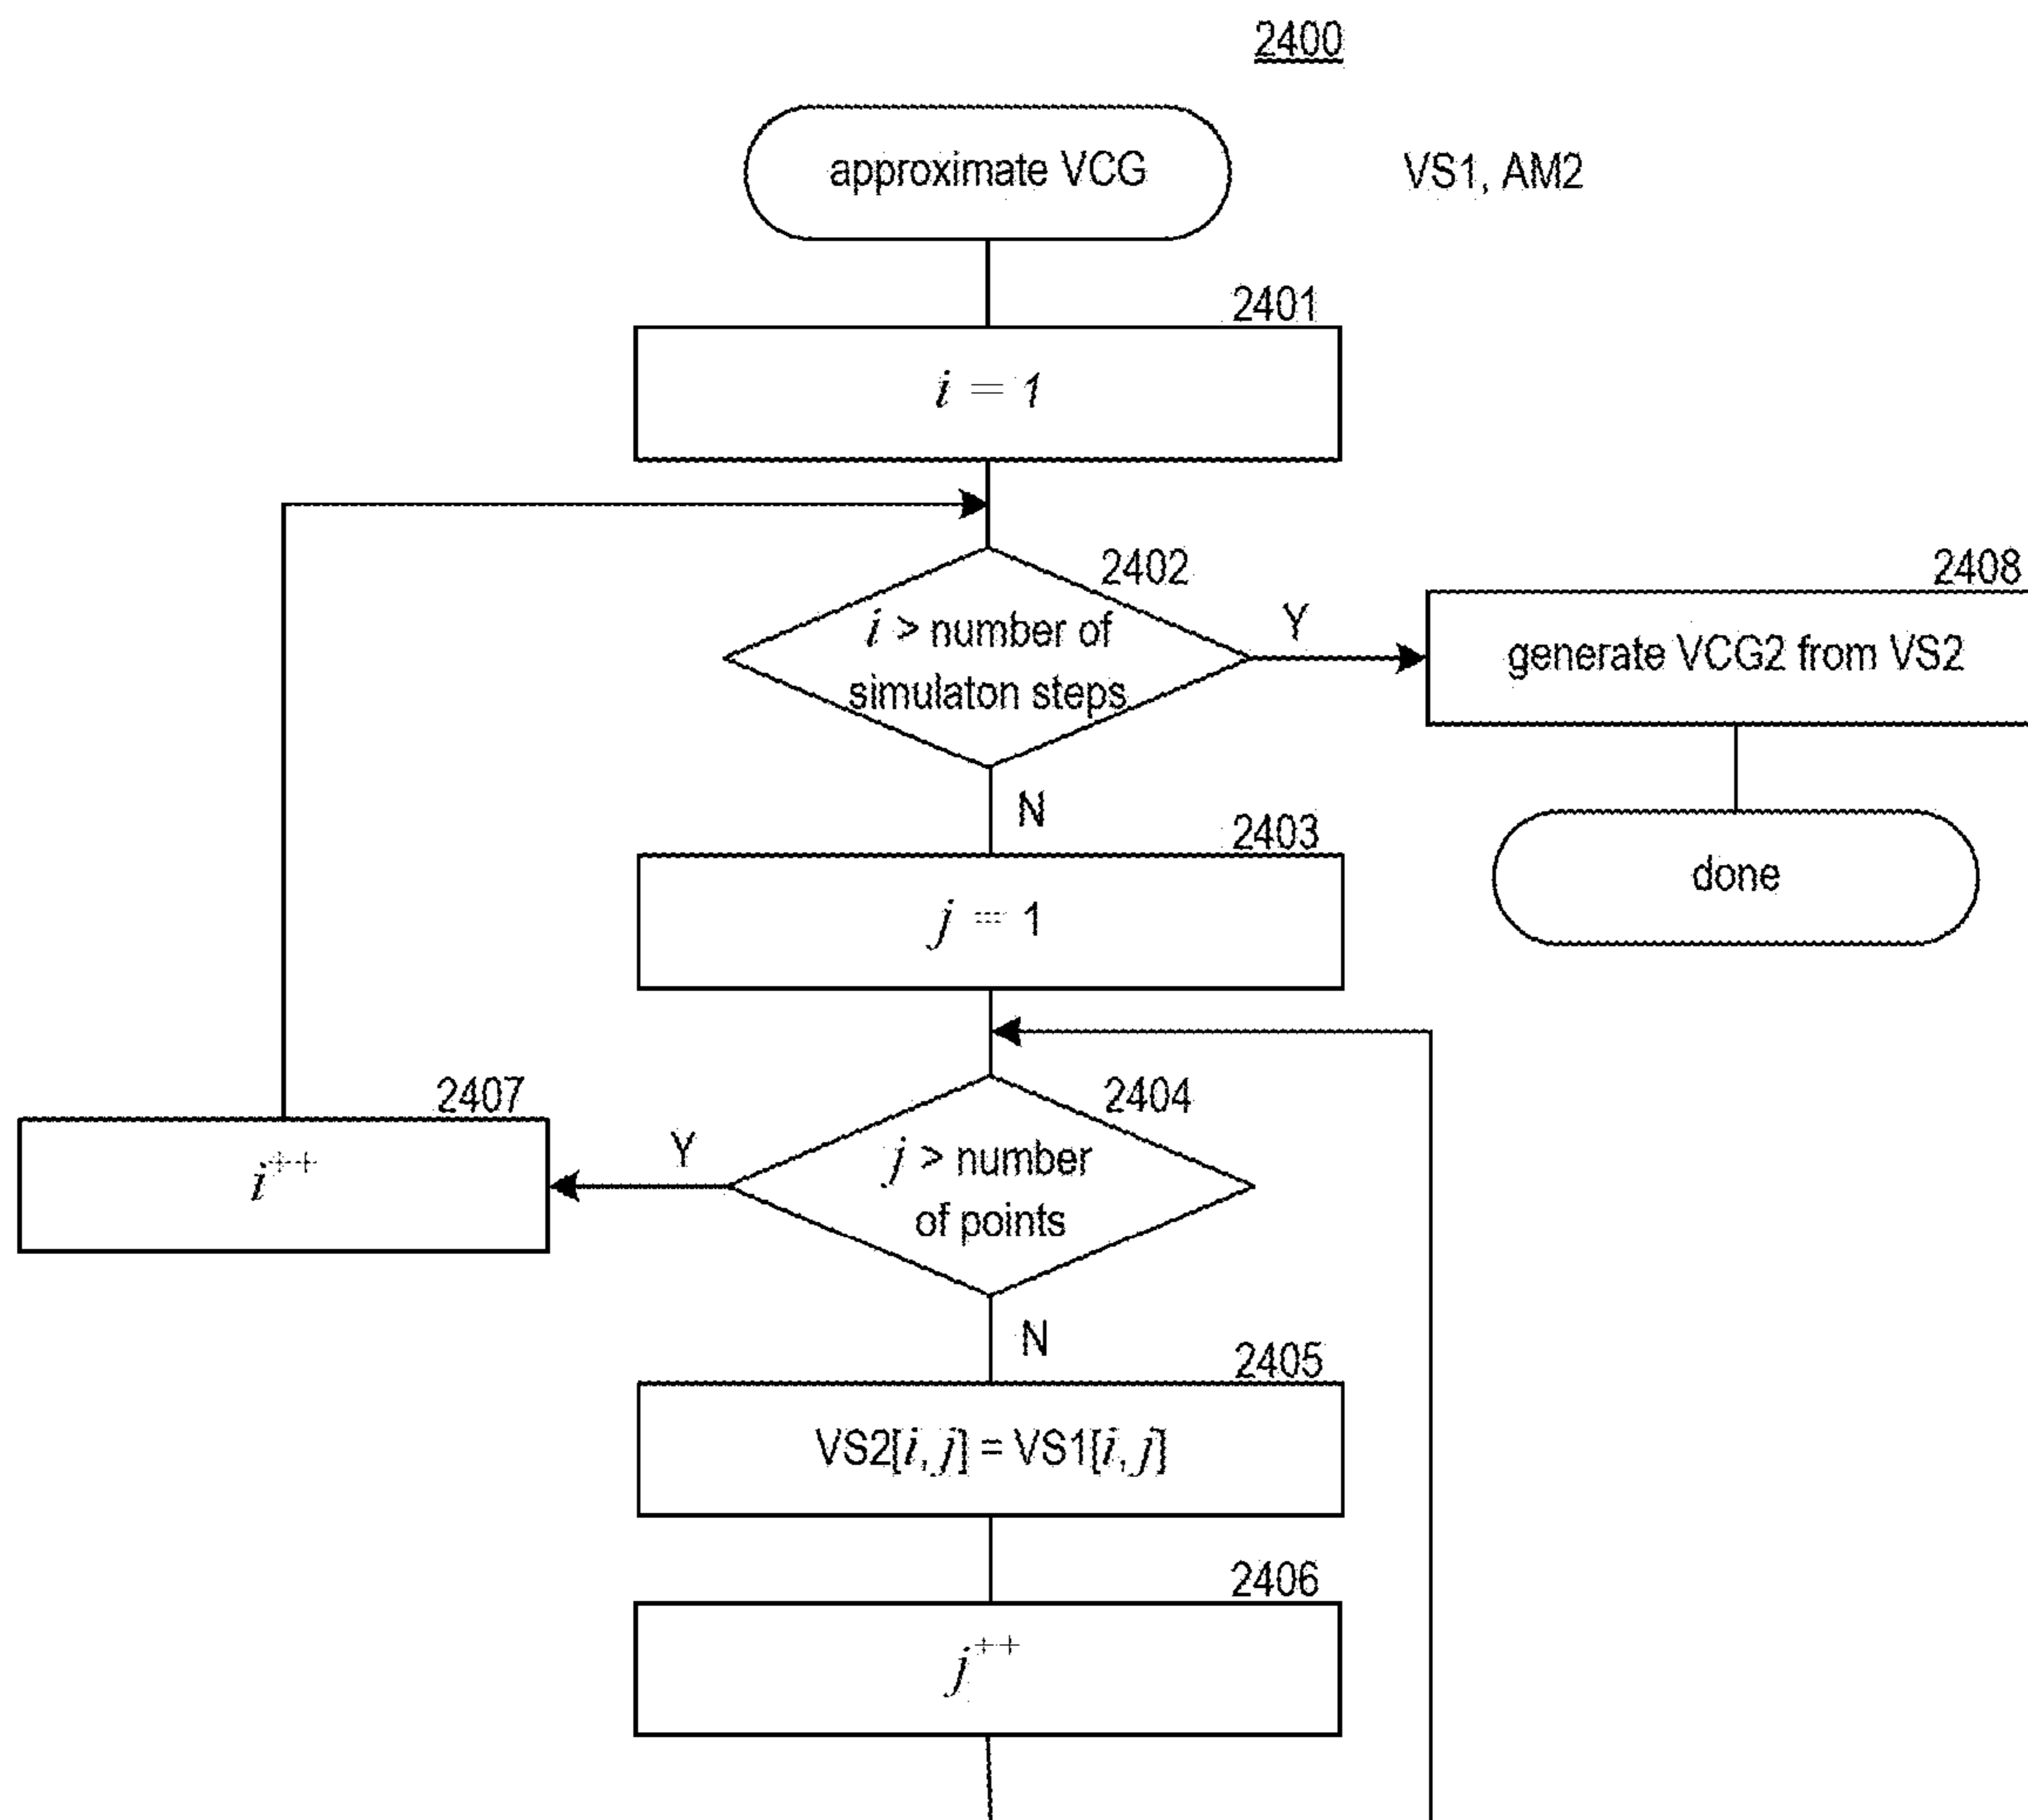 2400
approximate VCG
VS1, AM2
2401
i = 1
2402
i > number of
simulaton steps
Y
2408
generate VCG2 from VS2
N
2403
j = 1
done
2407
i++
Y
2404
j > number
of points
N
2405
VS2[i, j] = VS1[i, j]
2406
j++